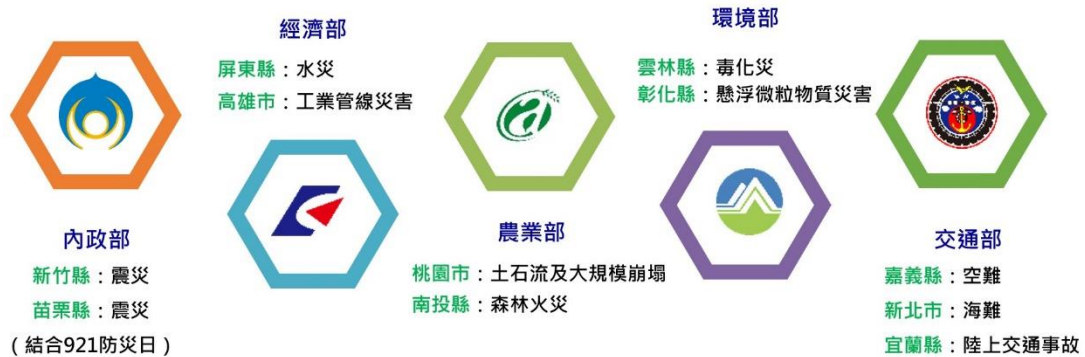 內政部
新竹縣：震災
苗栗縣：震災
（結合921防災日）
經濟部
屏東縣：水災
高雄市：工業管線災害
農業部
桃園市：土石流及大規模崩塌
南投縣：森林火災
環境部
雲林縣：毒化災
彰化縣：懸浮微粒物質災害
交通部
嘉義縣：空難
新北市：海難
宜蘭縣：陸上交通事故